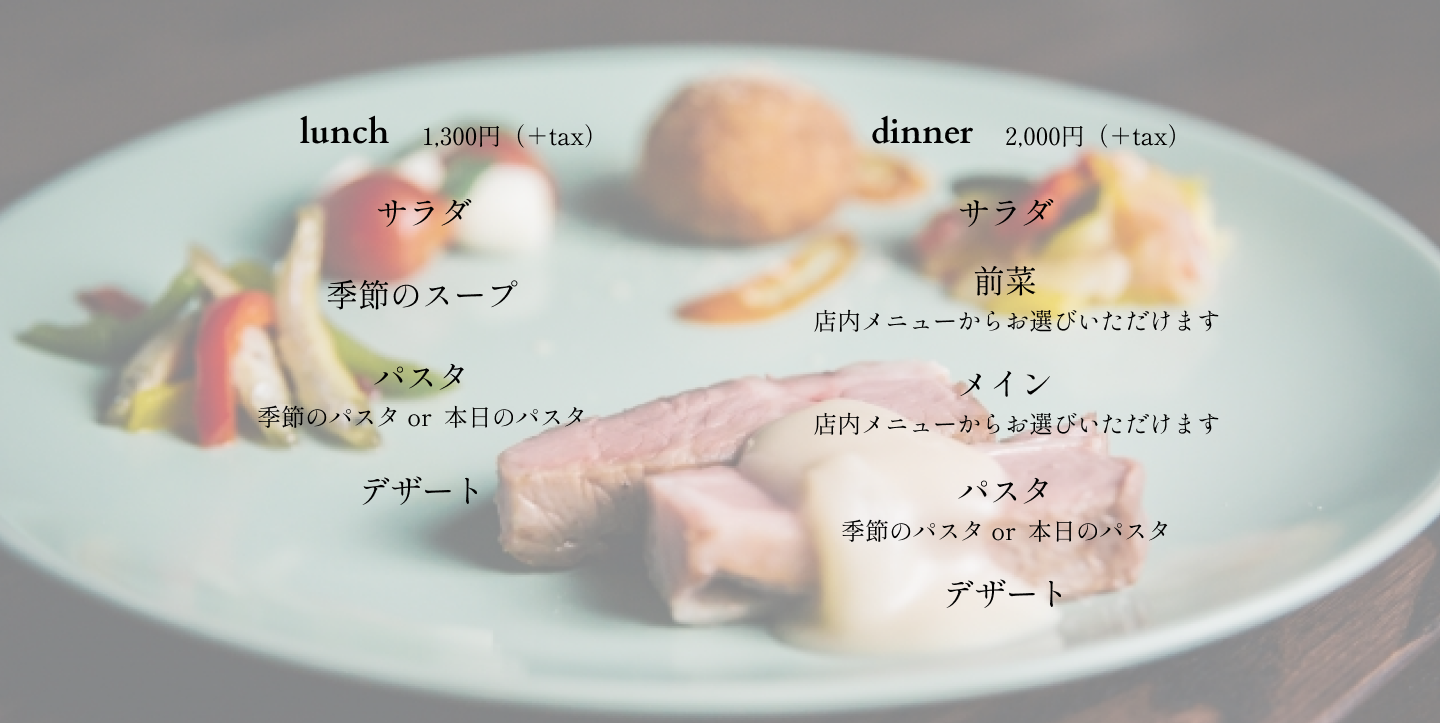 lunch 1,300円（＋tax）
サラダ
季節のスープ
パスタ
季節のパスタ or 本日のパスタ
デザート
dinner 2,000円（＋tax）
サラダ
前菜
店内メニューからお選びいただけます
メイン
店内メニューからお選びいただけます
パスタ
季節のパスタ or 本日のパスタ
デザート